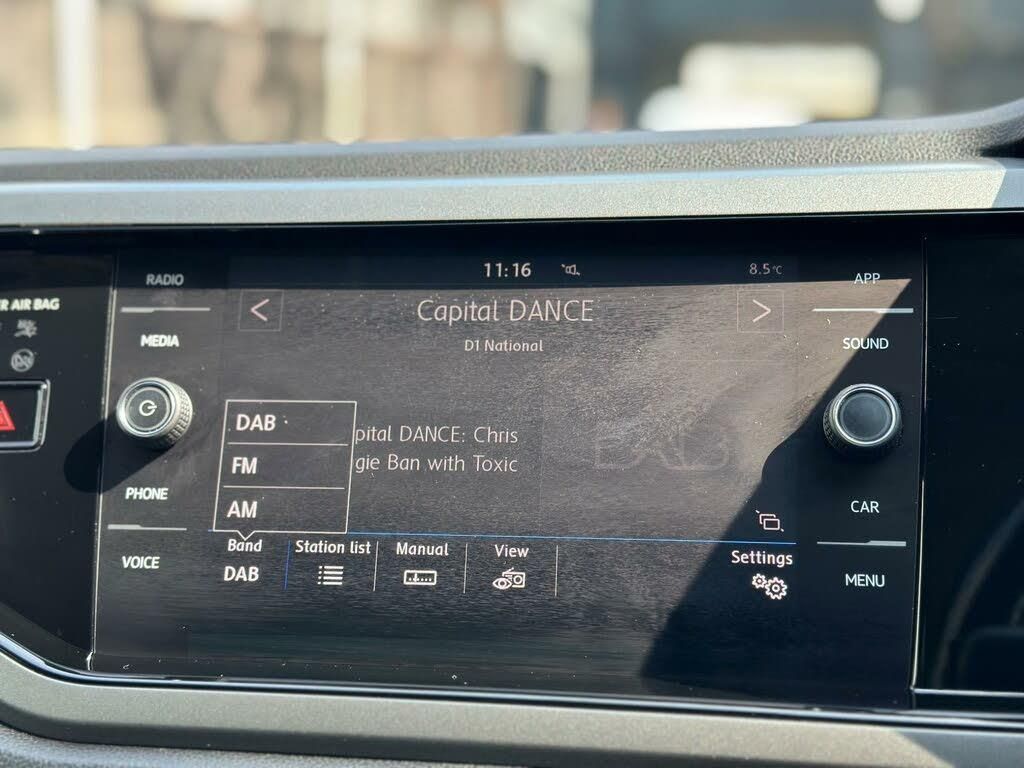 RADIO
11:16
8.5°C
APP
R AIR BAG
Capital DANCE
MEDIA
D1 National
SOUND
DAB
pital DANCE: Chris
FM
gie Ban with Toxic
DAB
PHONE
AM
CAR
Band
Station list
Manual
View
Settings
VOICE
DAB
MENU